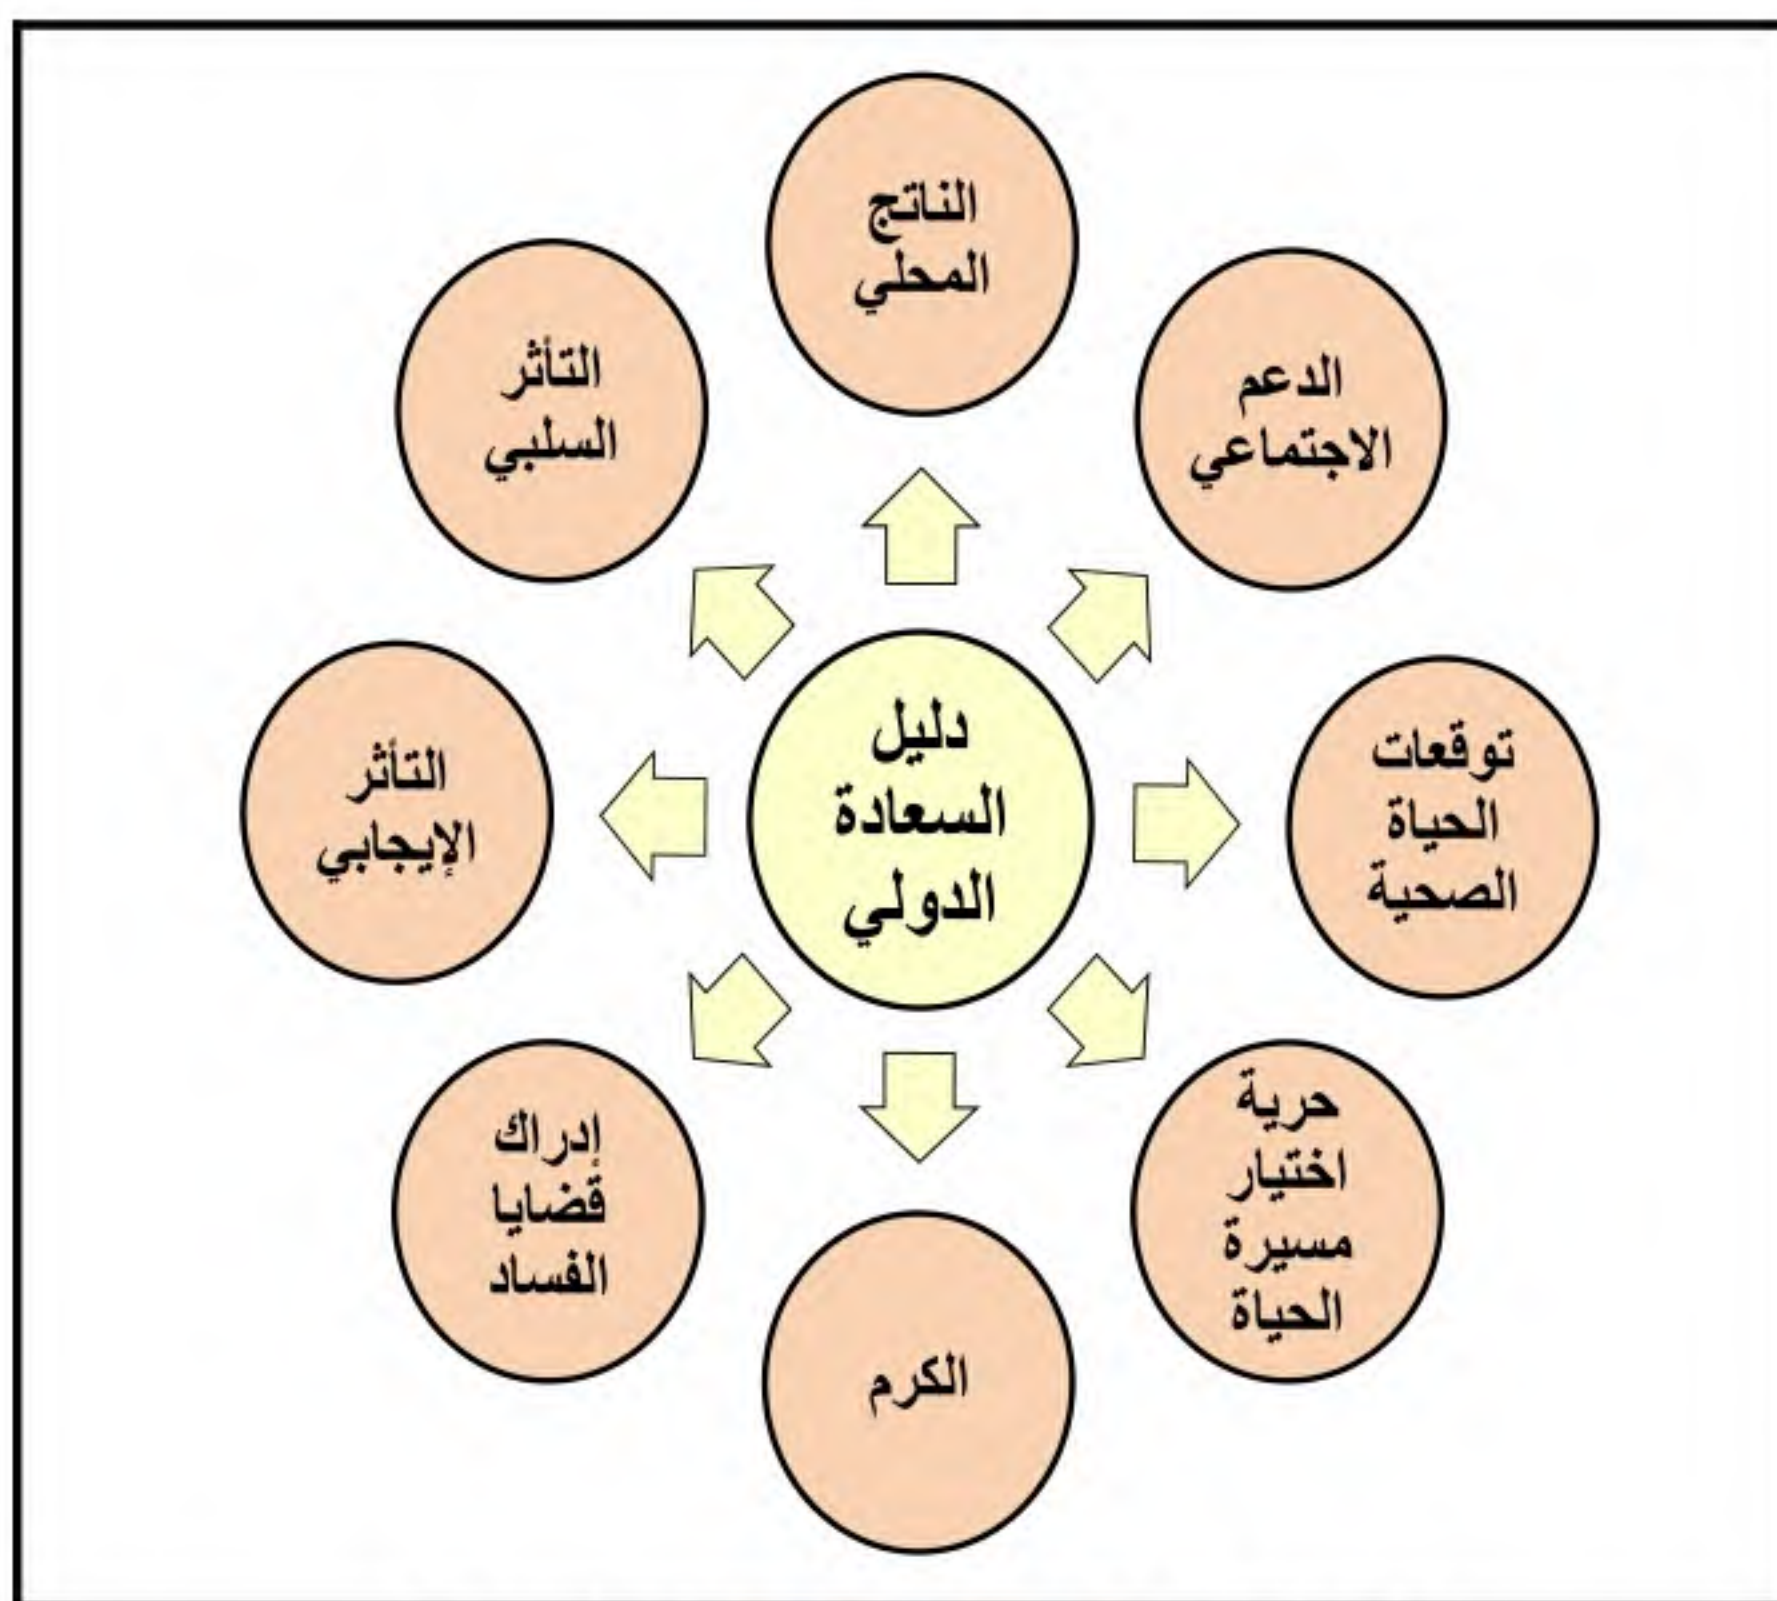 الناتج
المحلي
الدعم
الاجتماعي
توقعات
الحياة
الصحية
حرية
اختيار
مسيرة
الحياة
الكرم
إدراك
قضايا
الفساد
التأثر
الإيجابي
التأثر
السلبي
دليل
السعادة
الدولي